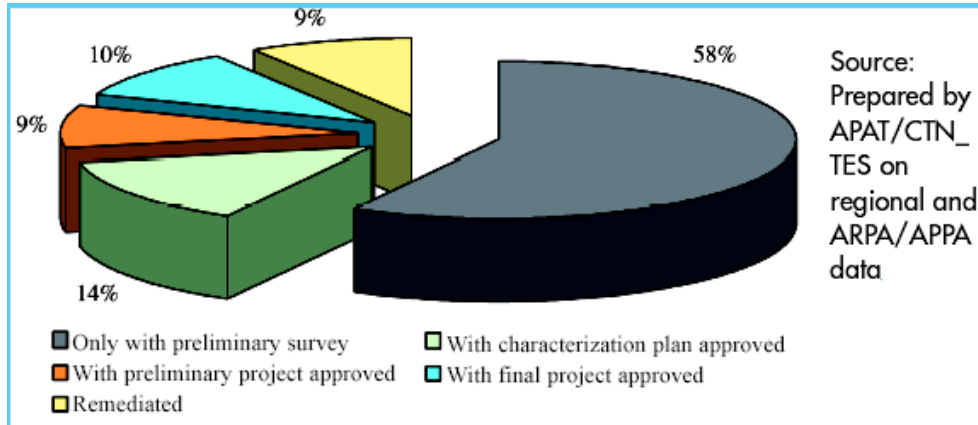 9%
10%
58%
9%
14%
Source:
Prepared by
APAT/CTN_
TES on
regional and
ARPA/APPA
data
Only with preliminary survey
With characterization plan approved
With preliminary project approved
With final project approved
Remediated